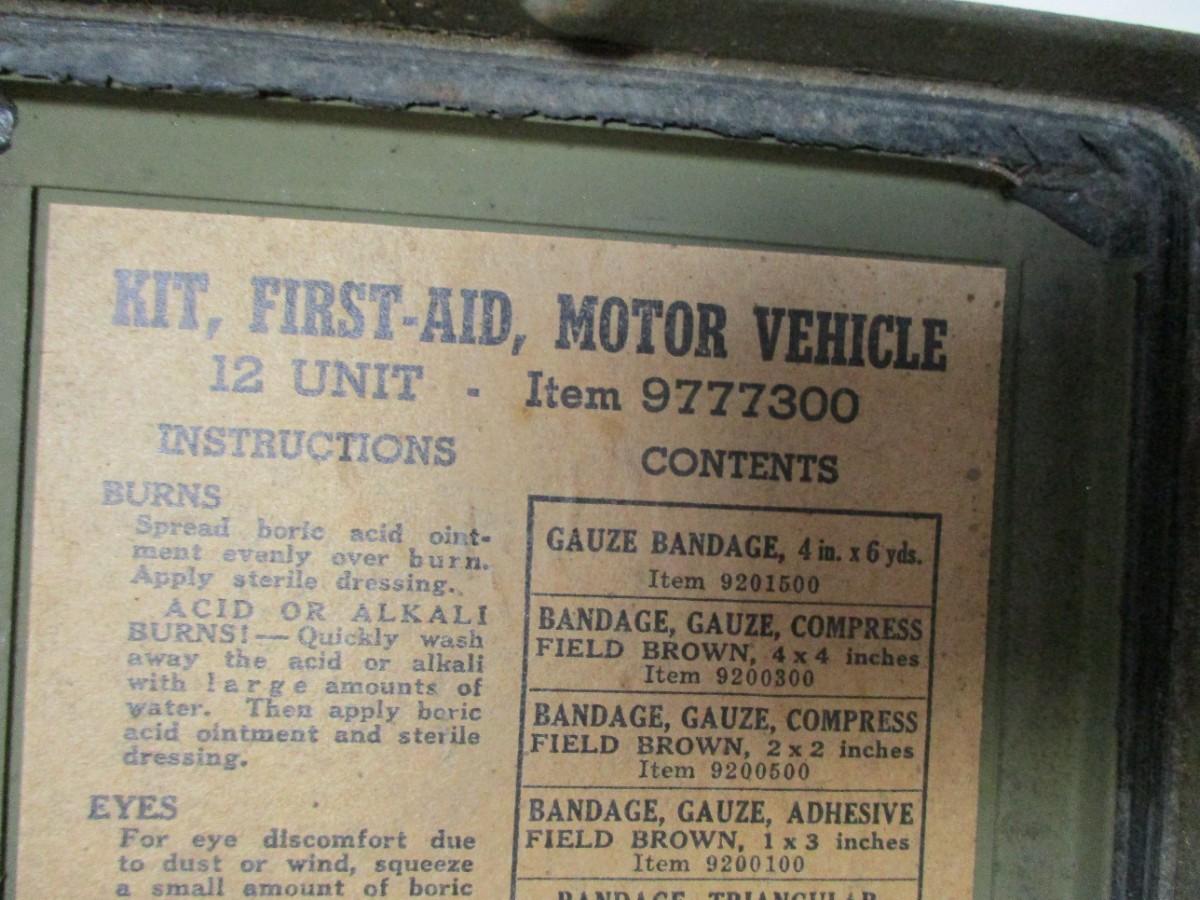 KIT, FIRST-AID, MOTOR VEHICLE
12 UNIT - Item 9777300
INSTRUCTIONS
BURNS
Spread boric acid oint-
ment evenly over burn.
Apply sterile dressing.
ACID OR ALKALI
BURNS!—Quickly wash
away the acid or alkali
with large amounts of
water. Then apply boric
acid ointment and sterile
dressing.
EYES
For eye discomfort due
to dust or wind, squeeze
a small amount of boric
CONTENTS
GAUZE BANDAGE, 4 in. x 6 yds.
Item 9201500
BANDAGE, GAUZE, COMPRESS
FIELD BROWN, 4 x 4 inches
Item 9200300
BANDAGE, GAUZE, COMPRESS
FIELD BROWN, 2 x 2 inches
Item 9200500
BANDAGE, GAUZE, ADHESIVE
FIELD BROWN, 1 x 3 inches
Item 9200100
BANDAGE, TRIANGULAR